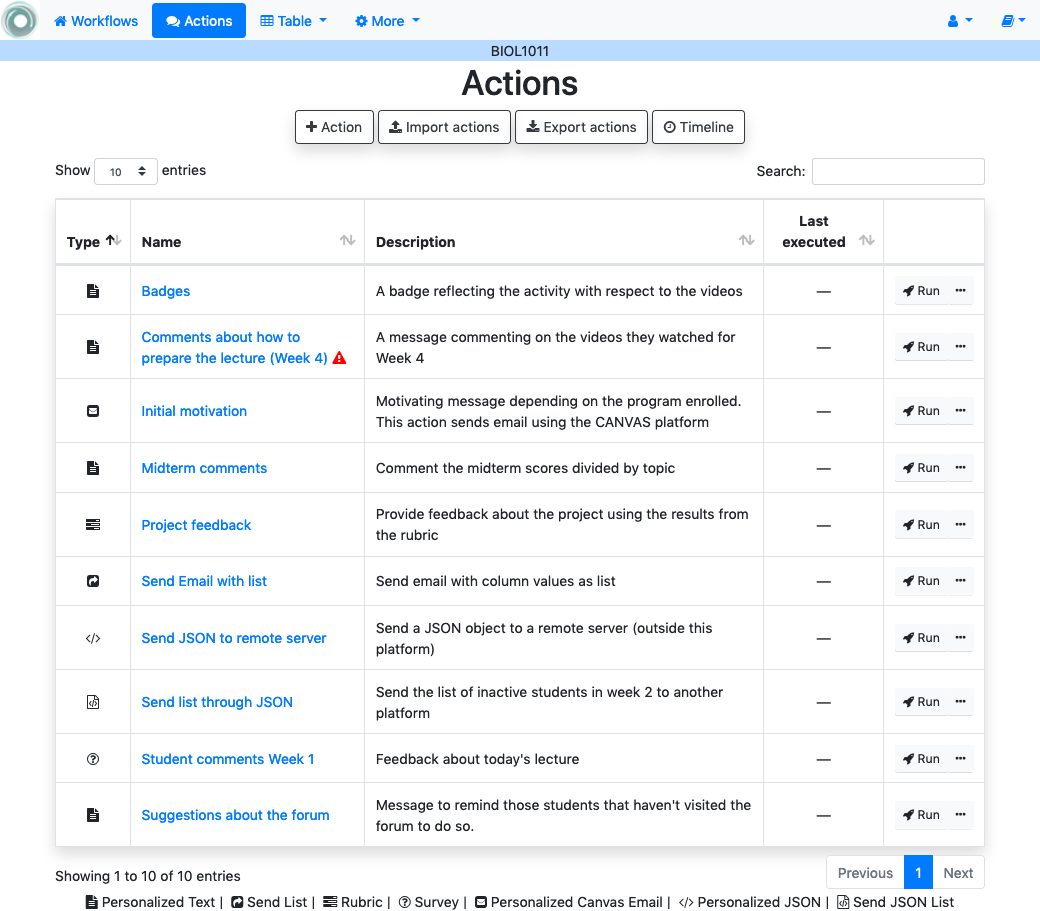 Workflows Actions Table More
BIOL1011
Actions
Action Import actions Export actions Timeline
Show 10 entries Search:
Type Name Description Last executed
Badges A badge reflecting the activity with respect to the videos — Run
Comments about how to prepare the lecture (Week 4) A message commenting on the videos they watched for Week 4 — Run
Initial motivation Motivating message depending on the program enrolled. This action sends email using the CANVAS platform — Run
Midterm comments Comment the midterm scores divided by topic — Run
Project feedback Provide feedback about the project using the results from the rubric — Run
Send Email with list Send email with column values as list — Run
Send JSON to remote server Send a JSON object to a remote server (outside this platform) — Run
Send list through JSON Send the list of inactive students in week 2 to another platform — Run
Student comments Week 1 Feedback about today's lecture — Run
Suggestions about the forum Message to remind those students that haven't visited the forum to do so. — Run
Showing 1 to 10 of 10 entries Previous 1 Next
Personalized Text | Send List | Rubric | Survey | Personalized Canvas Email | Personalized JSON | Send JSON List